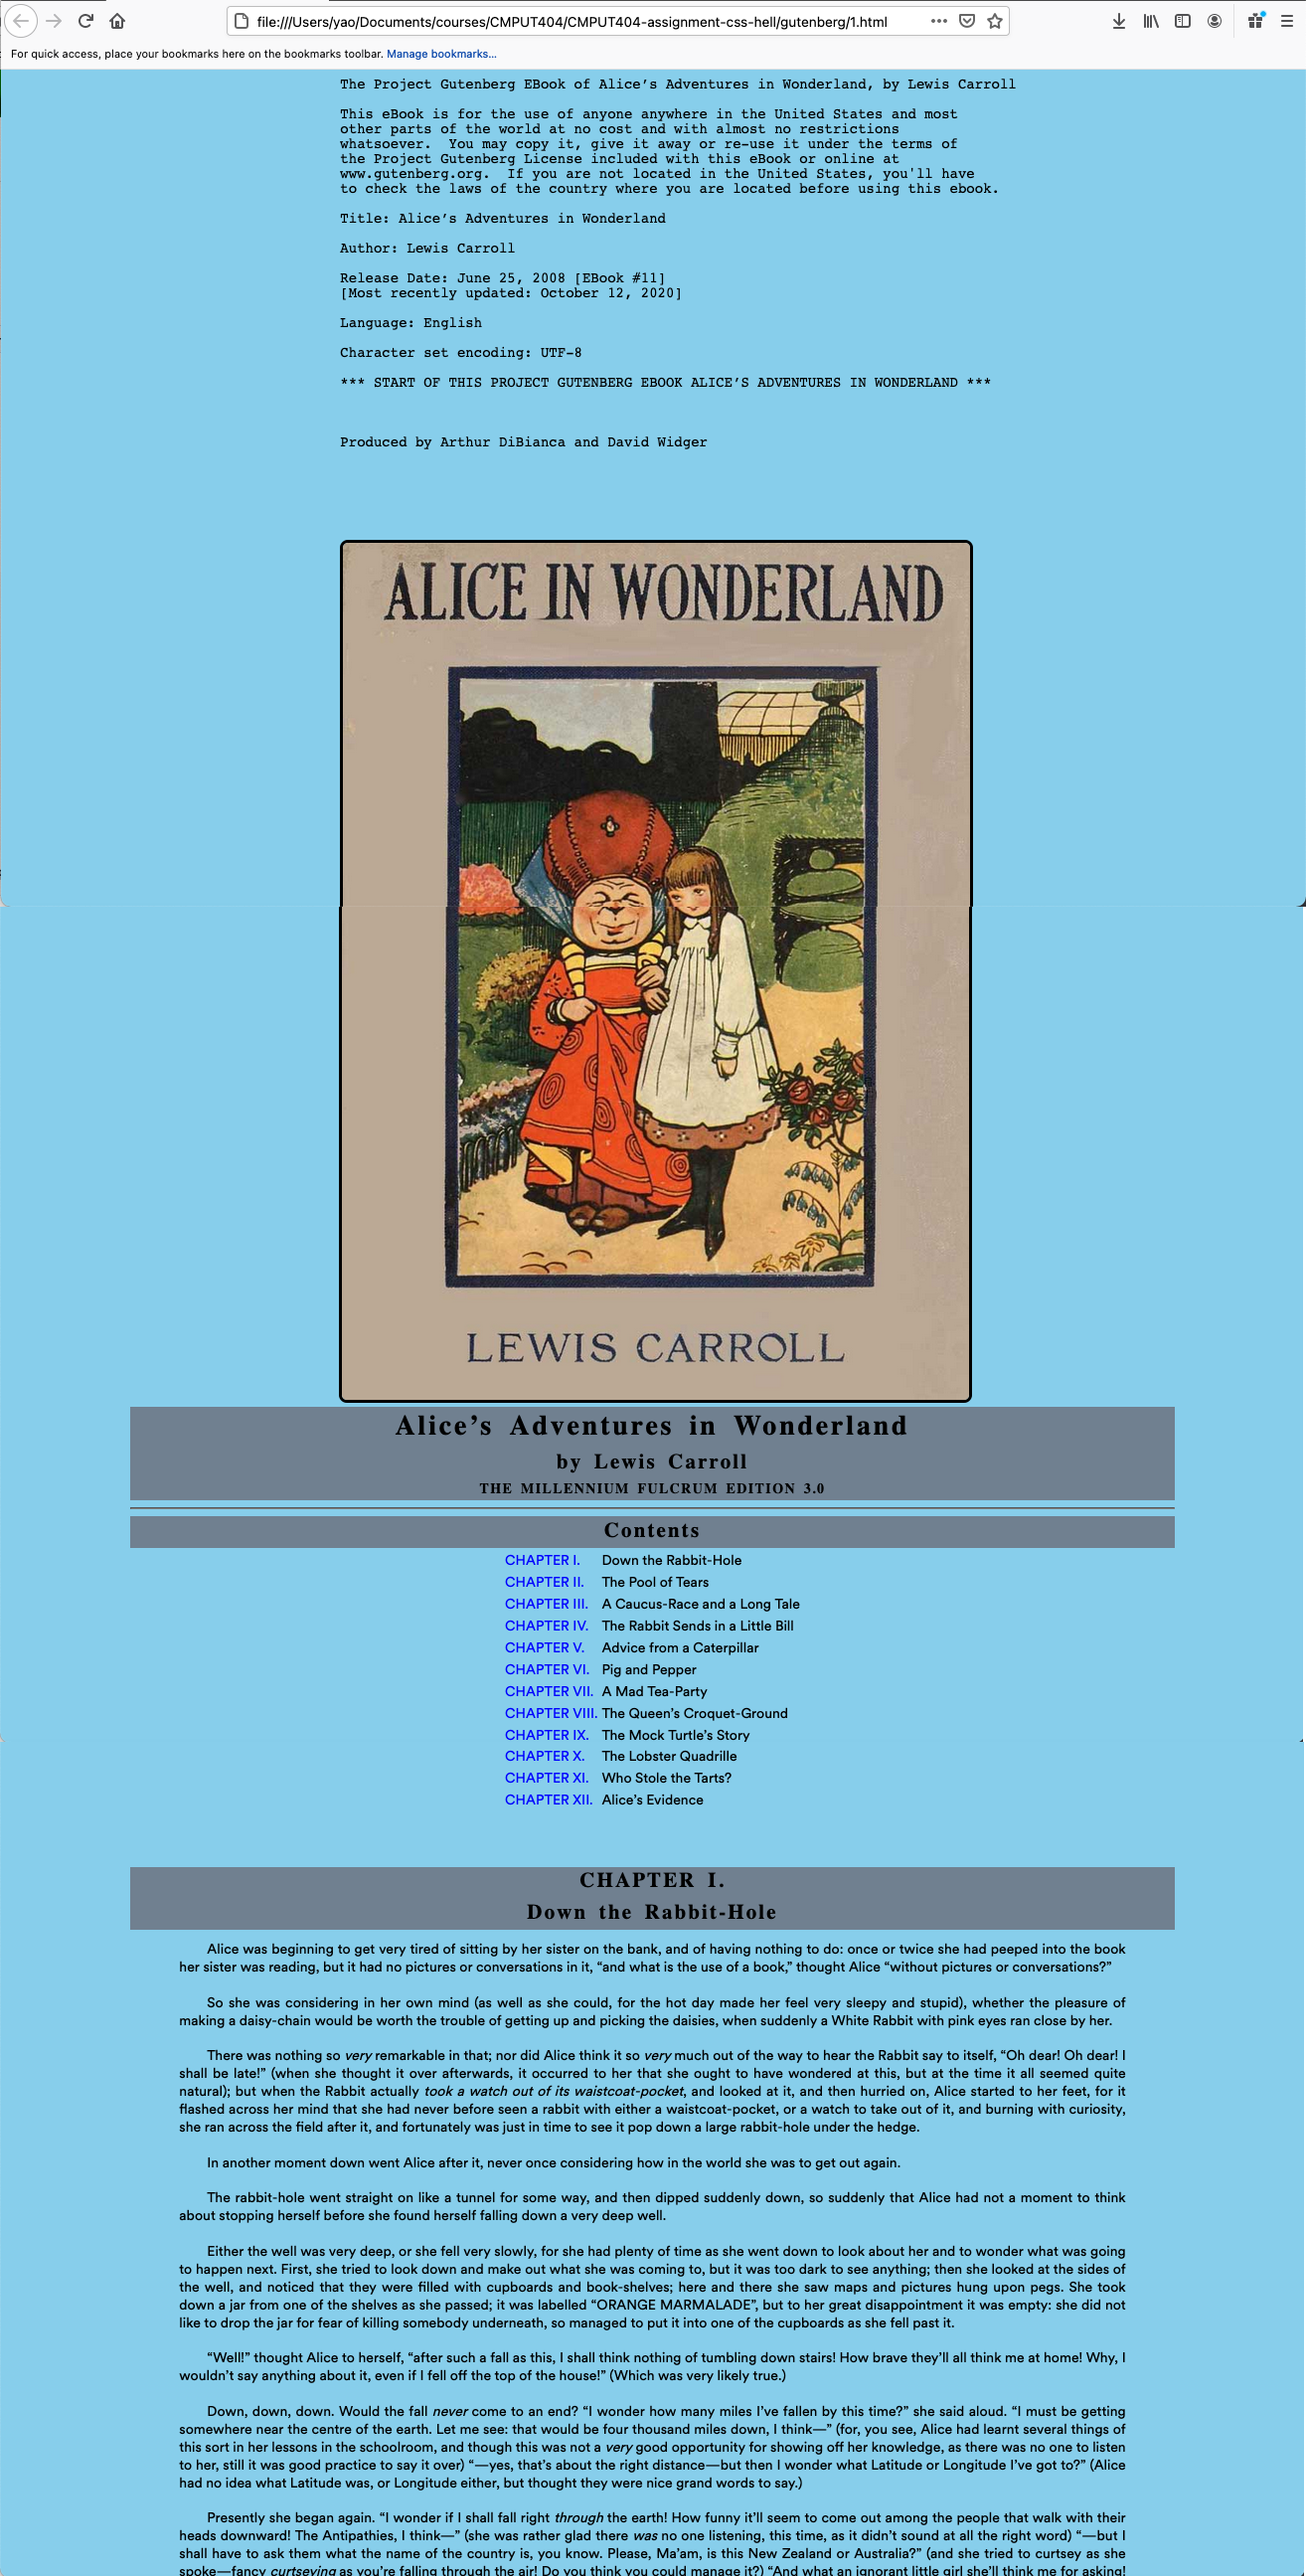 file:///Users/yao/Documents/courses/CMPUT404/CMPUT404-assignment-css-hell/gutenberg/1.html
For quick access, place your bookmarks here on the bookmarks toolbar. Manage bookmarks...
The Project Gutenberg EBook of Alice’s Adventures in Wonderland, by Lewis Carroll
This eBook is for the use of anyone anywhere in the United States and most
other parts of the world at no cost and with almost no restrictions
whatsoever.  You may copy it, give it away or re-use it under the terms of
the Project Gutenberg License included with this eBook or online at
www.gutenberg.org.  If you are not located in the United States, you'll have
to check the laws of the country where you are located before using this ebook.
Title: Alice’s Adventures in Wonderland
Author: Lewis Carroll
Release Date: June 25, 2008 [EBook #11]
[Most recently updated: October 12, 2020]
Language: English
Character set encoding: UTF-8
*** START OF THIS PROJECT GUTENBERG EBOOK ALICE’S ADVENTURES IN WONDERLAND ***
Produced by Arthur DiBianca and David Widger
ALICE IN WONDERLAND
LEWIS CARROLL
Alice’s Adventures in Wonderland
by Lewis Carroll
THE MILLENNIUM FULCRUM EDITION 3.0
Contents
CHAPTER I. Down the Rabbit-Hole
CHAPTER II. The Pool of Tears
CHAPTER III. A Caucus-Race and a Long Tale
CHAPTER IV. The Rabbit Sends in a Little Bill
CHAPTER V. Advice from a Caterpillar
CHAPTER VI. Pig and Pepper
CHAPTER VII. A Mad Tea-Party
CHAPTER VIII. The Queen’s Croquet-Ground
CHAPTER IX. The Mock Turtle’s Story
CHAPTER X. The Lobster Quadrille
CHAPTER XI. Who Stole the Tarts?
CHAPTER XII. Alice’s Evidence
CHAPTER I.
Down the Rabbit-Hole
Alice was beginning to get very tired of sitting by her sister on the bank, and of having nothing to do: once or twice she had peeped into the book
her sister was reading, but it had no pictures or conversations in it, “and what is the use of a book,” thought Alice “without pictures or conversations?”
So she was considering in her own mind (as well as she could, for the hot day made her feel very sleepy and stupid), whether the pleasure of
making a daisy-chain would be worth the trouble of getting up and picking the daisies, when suddenly a White Rabbit with pink eyes ran close by her.
There was nothing so very remarkable in that; nor did Alice think it so very much out of the way to hear the Rabbit say to itself, “Oh dear! Oh dear! I
shall be late!” (when she thought it over afterwards, it occurred to her that she ought to have wondered at this, but at the time it all seemed quite
natural); but when the Rabbit actually took a watch out of its waistcoat-pocket, and looked at it, and then hurried on, Alice started to her feet, for it
flashed across her mind that she had never before seen a rabbit with either a waistcoat-pocket, or a watch to take out of it, and burning with curiosity,
she ran across the field after it, and fortunately was just in time to see it pop down a large rabbit-hole under the hedge.
In another moment down went Alice after it, never once considering how in the world she was to get out again.
The rabbit-hole went straight on like a tunnel for some way, and then dipped suddenly down, so suddenly that Alice had not a moment to think
about stopping herself before she found herself falling down a very deep well.
Either the well was very deep, or she fell very slowly, for she had plenty of time as she went down to look about her and to wonder what was going
to happen next. First, she tried to look down and make out what she was coming to, but it was too dark to see anything; then she looked at the sides of
the well, and noticed that they were filled with cupboards and book-shelves; here and there she saw maps and pictures hung upon pegs. She took
down a jar from one of the shelves as she passed; it was labelled “ORANGE MARMALADE”, but to her great disappointment it was empty: she did not
like to drop the jar for fear of killing somebody underneath, so managed to put it into one of the cupboards as she fell past it.
“Well!” thought Alice to herself, “after such a fall as this, I shall think nothing of tumbling down stairs! How brave they’ll all think me at home! Why, I
wouldn’t say anything about it, even if I fell off the top of the house!” (Which was very likely true.)
Down, down, down. Would the fall never come to an end? “I wonder how many miles I’ve fallen by this time?” she said aloud. “I must be getting
somewhere near the centre of the earth. Let me see: that would be four thousand miles down, I think—” (for, you see, Alice had learnt several things of
this sort in her lessons in the schoolroom, and though this was not a very good opportunity for showing off her knowledge, as there was no one to listen
to her, still it was good practice to say it over) “—yes, that’s about the right distance—but then I wonder what Latitude or Longitude I’ve got to?” (Alice
had no idea what Latitude was, or Longitude either, but thought they were nice grand words to say.)
Presently she began again. “I wonder if I shall fall right through the earth! How funny it’ll seem to come out among the people that walk with their
heads downward! The Antipathies, I think—” (she was rather glad there was no one listening, this time, as it didn’t sound at all the right word) “—but I
shall have to ask them what the name of the country is, you know. Please, Ma’am, is this New Zealand or Australia?” (and she tried to curtsey as she
spoke—fancy curtseying as you’re falling through the air! Do you think you could manage it?) “And what an ignorant little girl she’ll think me for asking!